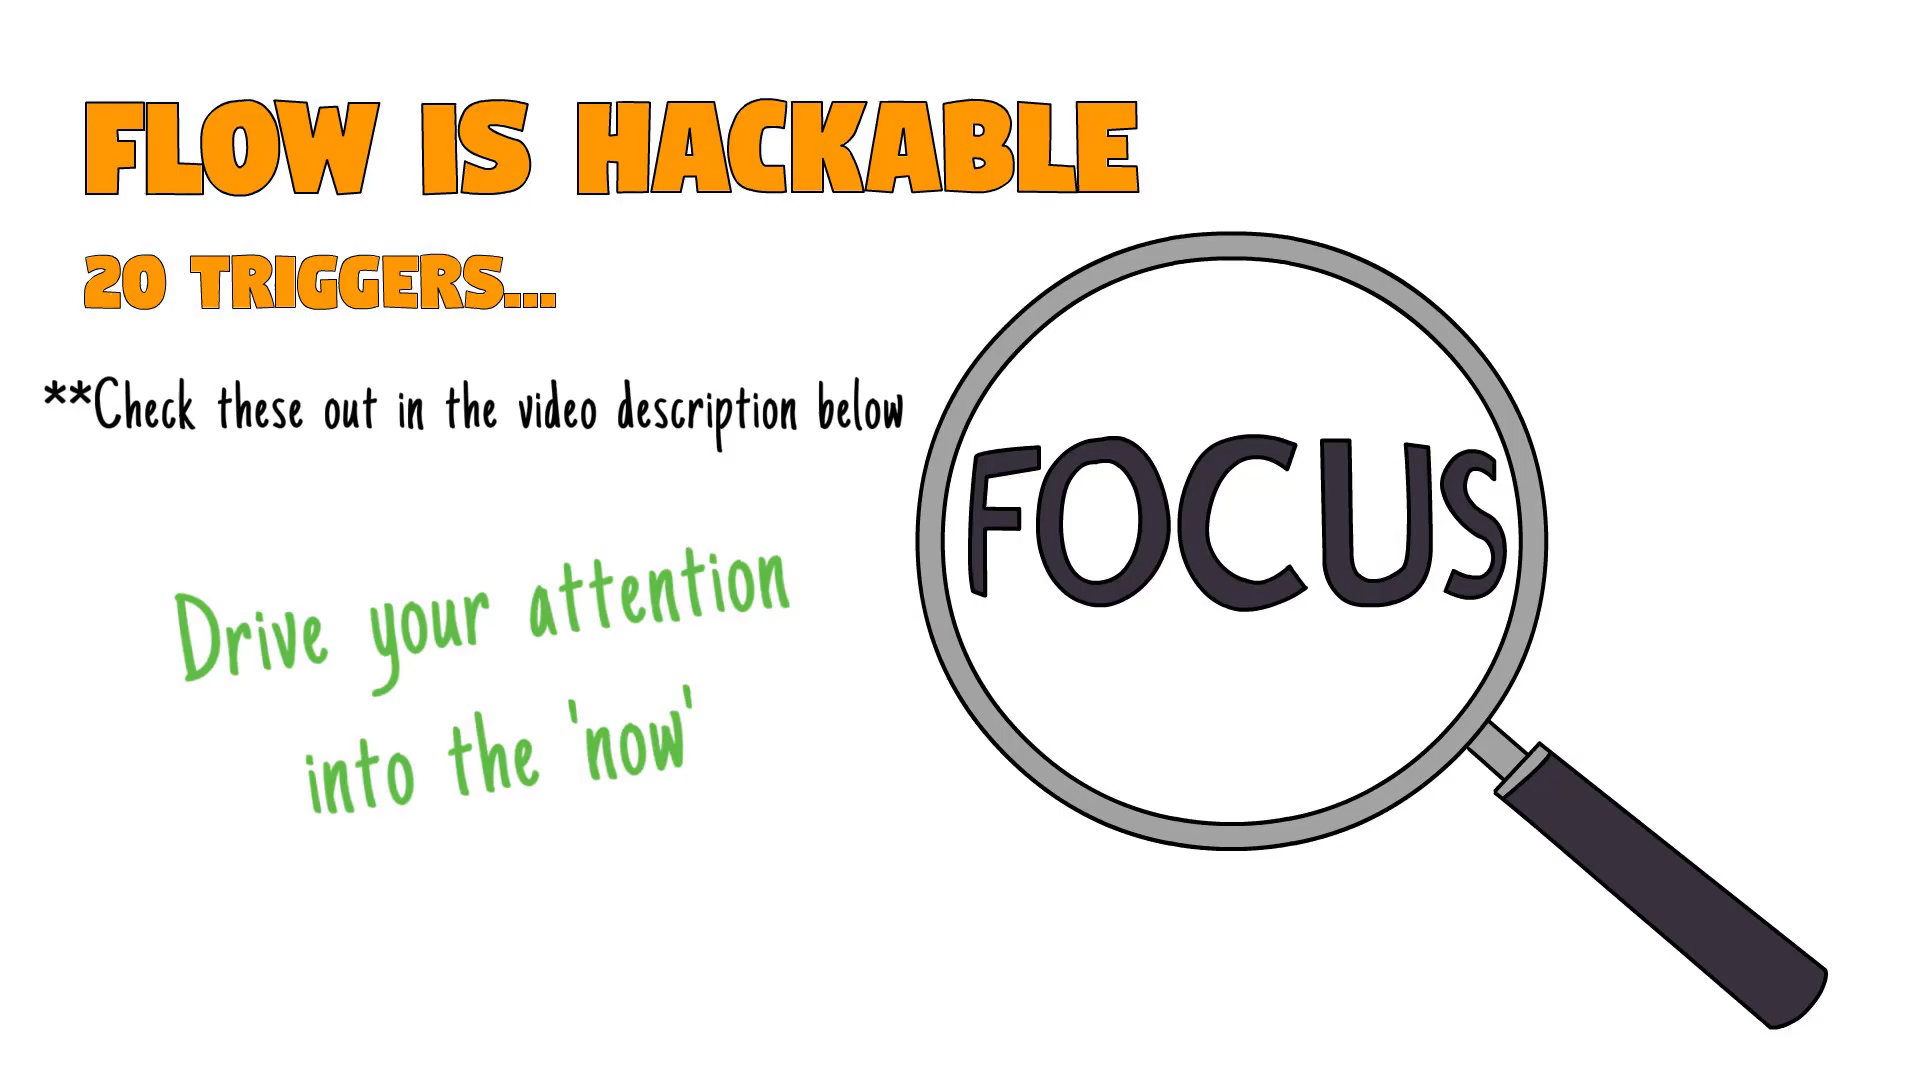 FLOW IS HACKABLE
20 TRIGGERS...
**Check these out in the video description below
FOCUS
Drive your attention
into the 'now'